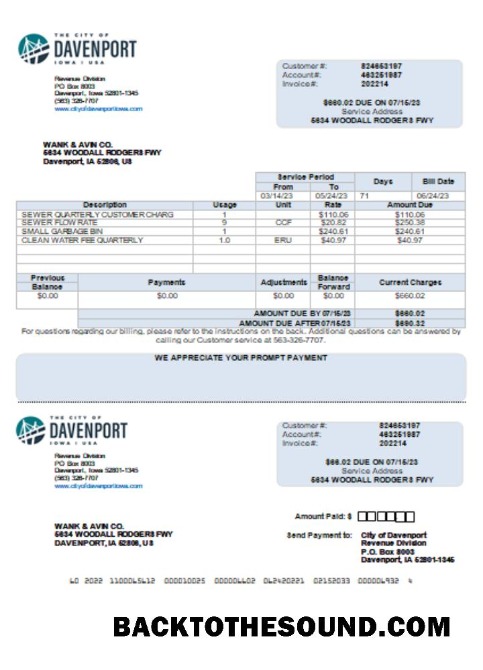 THE CITY OF
DAVENPORT
IOWA | USA
Revenue Division
PO Box 8003
Davenport, Iowa 52801-1345
(563) 326-7707
www.cityofdavenportiowa.com
Customer #: 824653197
Account #: 463251987
Invoice #: 202214
$660.02 DUE ON 07/15/23
Service Address
5634 WOODALL RODGERS FWY
WANK & AVIN CO.
5634 WOODALL RODGERS FWY
Davenport, IA 52806, US
Service Period Days Bill Date
From To
03/14/23 05/24/23 71 06/24/23
Description Usage Unit Rate Amount Due
SEWER QUARTERLY CUSTOMER CHARG 1 $110.06 $110.06
SEWER FLOW RATE 9 CCF $20.82 $250.38
SMALL GARBAGE BIN 1 $240.61 $240.61
CLEAN WATER FEE QUARTERLY 1.0 ERU $40.97 $40.97
Previous Balance Payments Adjustments Balance Forward Current Charges
$0.00 $0.00 $0.00 $0.00 $660.02
AMOUNT DUE BY 07/15/23 $660.02
AMOUNT DUE AFTER 07/15/23 $680.32
For questions regarding our billing, please refer to the instructions on the back. Additional questions can be answered by
calling our Customer service at 563-326-7707.
WE APPRECIATE YOUR PROMPT PAYMENT
THE CITY OF
DAVENPORT
IOWA | USA
Revenue Division
PO Box 8003
Davenport, Iowa 52801-1345
(563) 326-7707
www.cityofdavenportiowa.com
Customer #: 824653197
Account #: 463251987
Invoice #: 202214
$66.02 DUE ON 07/15/23
Service Address
5634 WOODALL RODGERS FWY
Amount Paid: $
WANK & AVIN CO.
5634 WOODALL RODGERS FWY
DAVENPORT, IA 52806, US
Send Payment to: City of Davenport
Revenue Division
P.O. Box 8003
Davenport, IA 52801-1345
60 2022 1100065612 000010025 000006602 062420221 02152033 000006932 4
BACKTOTHESOUND.COM